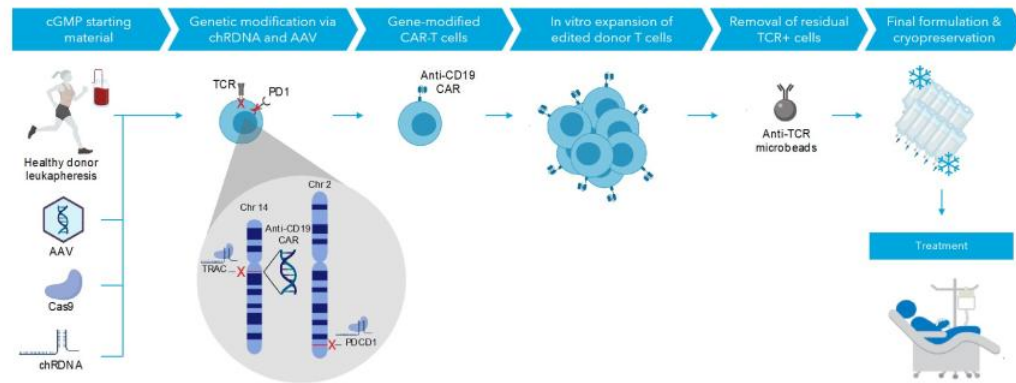 cGMP starting
material
Genetic modification via
chRDNA and AAV
Gene-modified
CAR-T cells
In vitro expansion of
edited donor T cells
Removal of residual
TCR+ cells
Final formulation &
cryopreservation
Healthy donor
leukapheresis
AAV
Cas9
chRDNA
TCR
PD1
Chr 14
Chr 2
Anti-CD19
CAR
TRAC
PDCD1
Anti-CD19
CAR
Anti-TCR
microbeads
Treatment